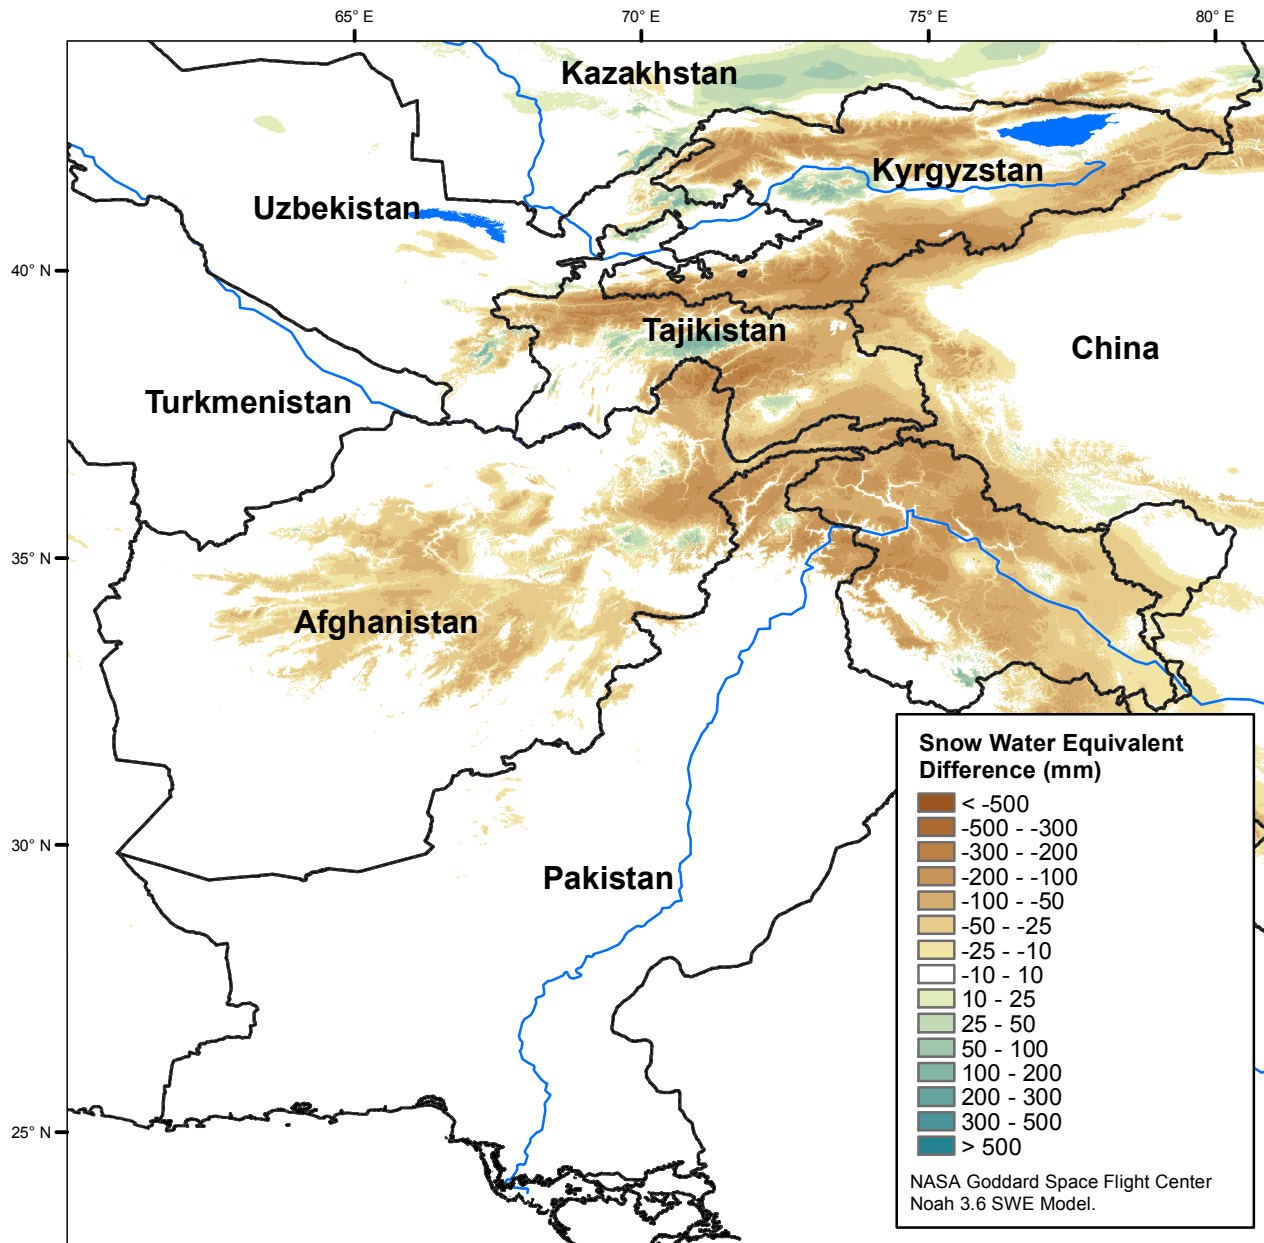 65° E
70° E
75° E
80° E
Kazakhstan
Kyrgyzstan
Uzbekistan
40° N
Tajikistan
China
Turkmenistan
35° N
Afghanistan
30° N
Pakistan
25° N
Snow Water Equivalent
Difference (mm)
< -500
-500 - -300
-300 - -200
-200 - -100
-100 - -50
-50 - -25
-25 - -10
-10 - 10
10 - 25
25 - 50
50 - 100
100 - 200
200 - 300
300 - 500
> 500
NASA Goddard Space Flight Center
Noah 3.6 SWE Model.